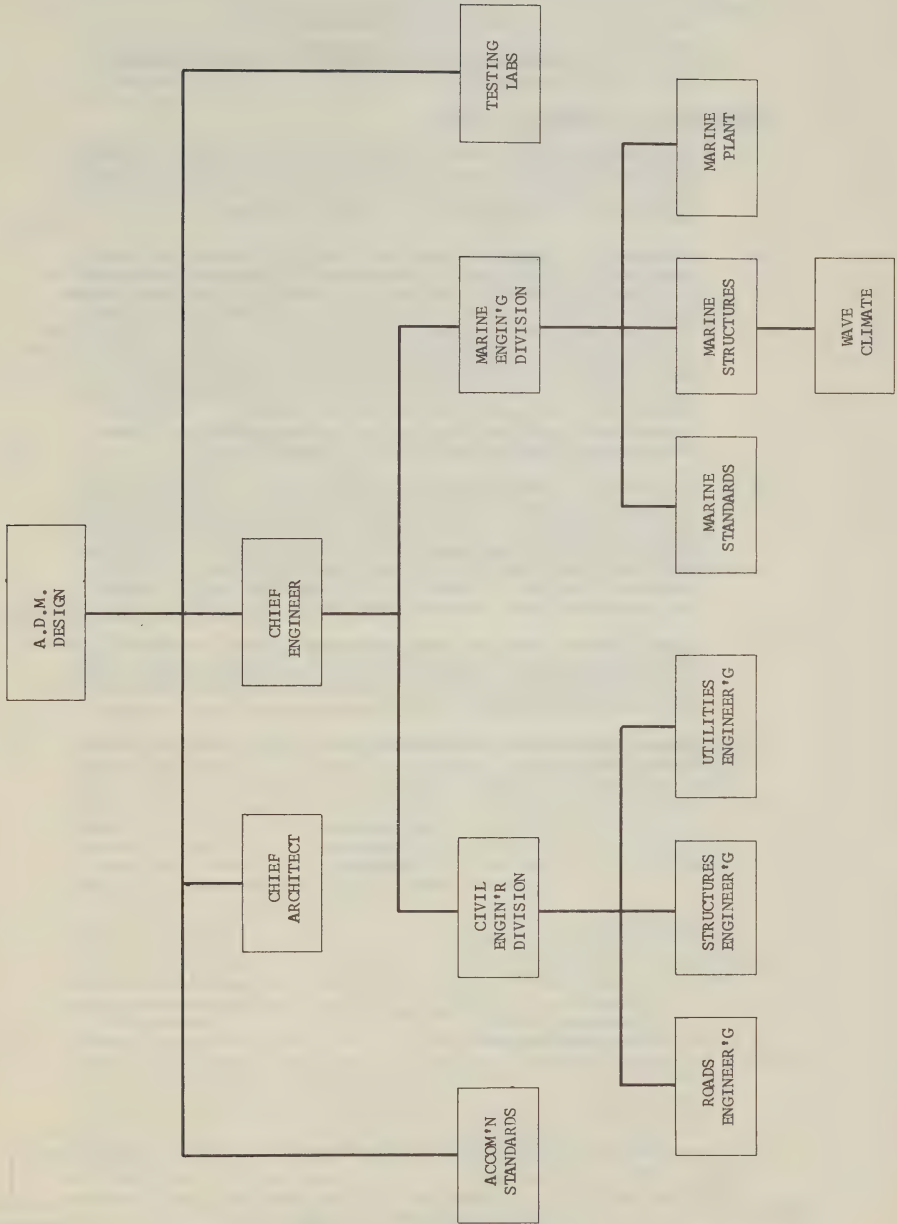 A.D.M.
DESIGN
CHIEF
ARCHITECT
CHIEF
ENGINEER
ACCOM'N
STANDARDS
CIVIL
ENGIN'R
DIVISION
MARINE
ENGIN'G
DIVISION
TESTING
LABS
ROADS
ENGINEER'G
STRUCTURES
ENGINEER'G
UTILITIES
ENGINEER'G
MARINE
STANDARDS
MARINE
STRUCTURES
MARINE
PLANT
WAVE
CLIMATE